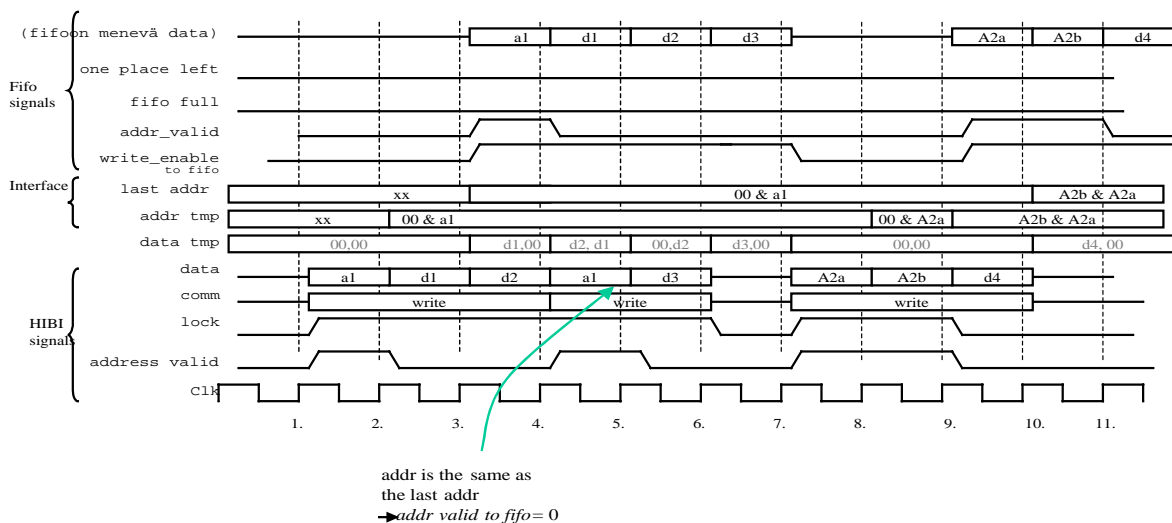 (fifoon menevä data) a1 d1 d2 d3 A2a A2b d4
one place left
Fifo
signals
fifo full
addr_valid
write_enable
to fifo
Interface
last addr xx 00 & a1 A2b & A2a
addr tmp xx 00 & a1 00 & A2a A2b & A2a
data tmp 00,00 d1,00 d2, d1 00,d2 d3,00 00,00 d4, 00
data a1 d1 d2 a1 d3 A2a A2b d4
comm write write write
HIBI
signals
lock
address valid
Clk
1. 2. 3. 4. 5. 6. 7. 8. 9. 10. 11.
addr is the same as
the last addr
addr valid to fifo = 0